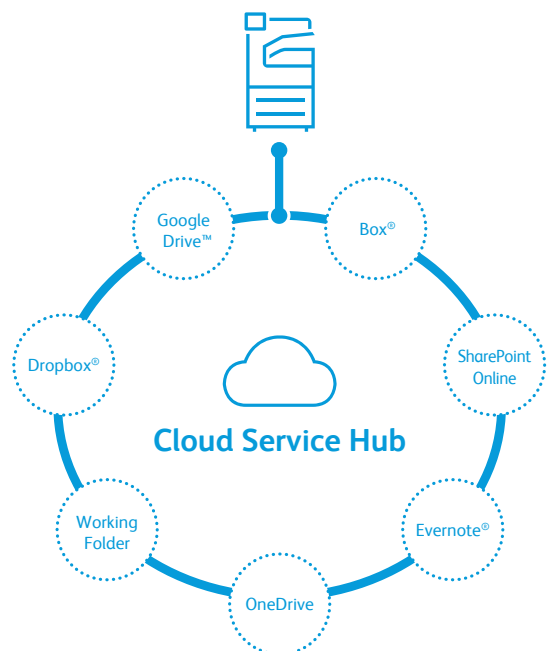 Google
Drive™
Box®
Dropbox®
SharePoint
Online
Cloud Service Hub
Working
Folder
Evernote®
OneDrive